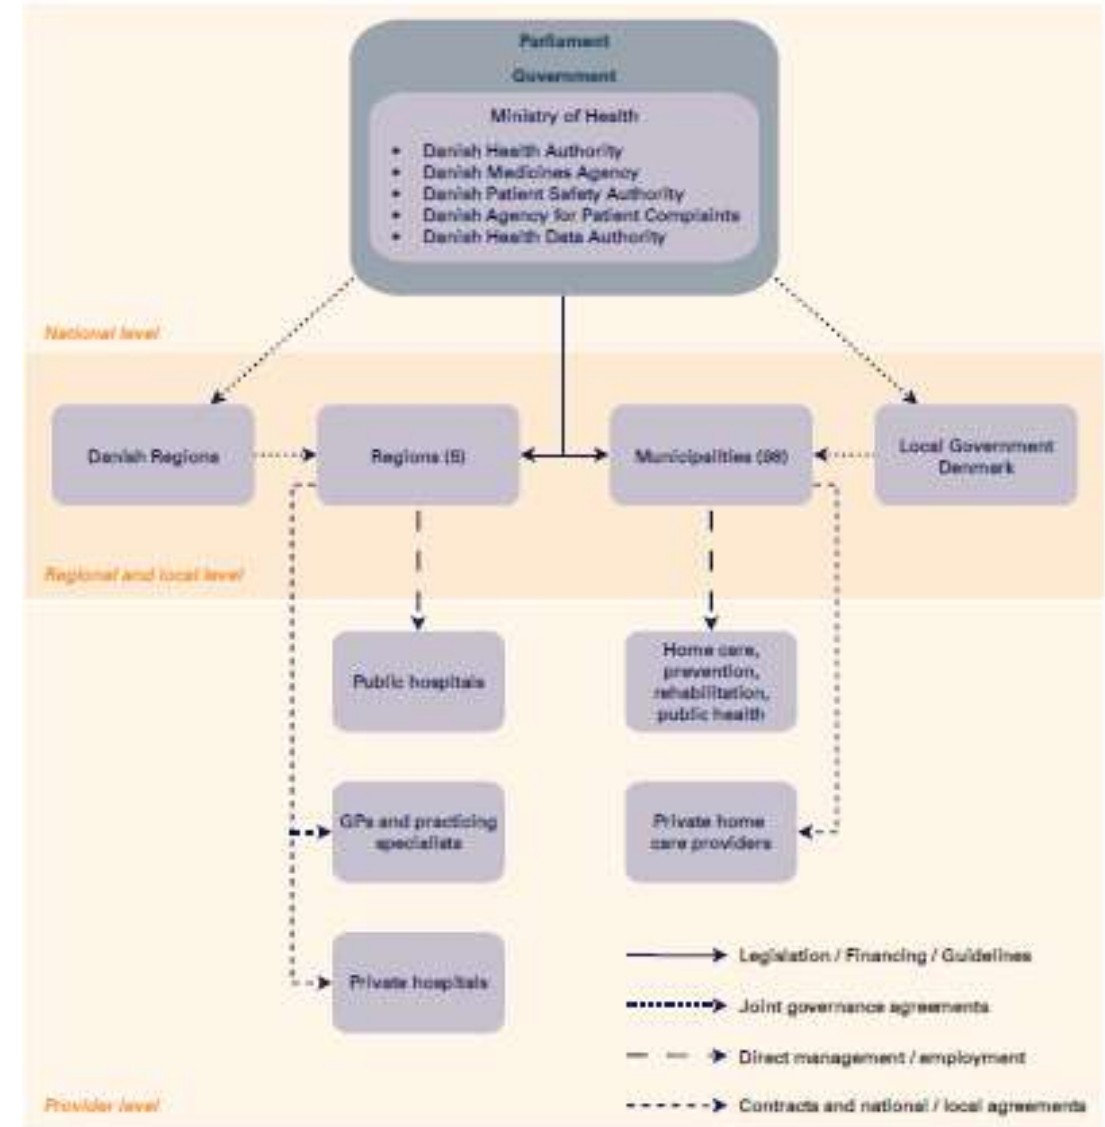 Parliament
Government
Ministry of Health
• Danish Health Authority
• Danish Medicines Agency
• Danish Patient Safety Authority
• Danish Agency for Patient Complaints
• Danish Health Data Authority
National level
Danish Regions
Regions (5)
Municipalities (98)
Local Government
Denmark
Regional and local level
Public hospitals
Home care,
prevention,
rehabilitation,
public health
GPs and practicing
specialists
Private home
care providers
Private hospitals
Legislation / Financing / Guidelines
Joint governance agreements
Direct management / employment
Contracts and national / local agreements
Provider level